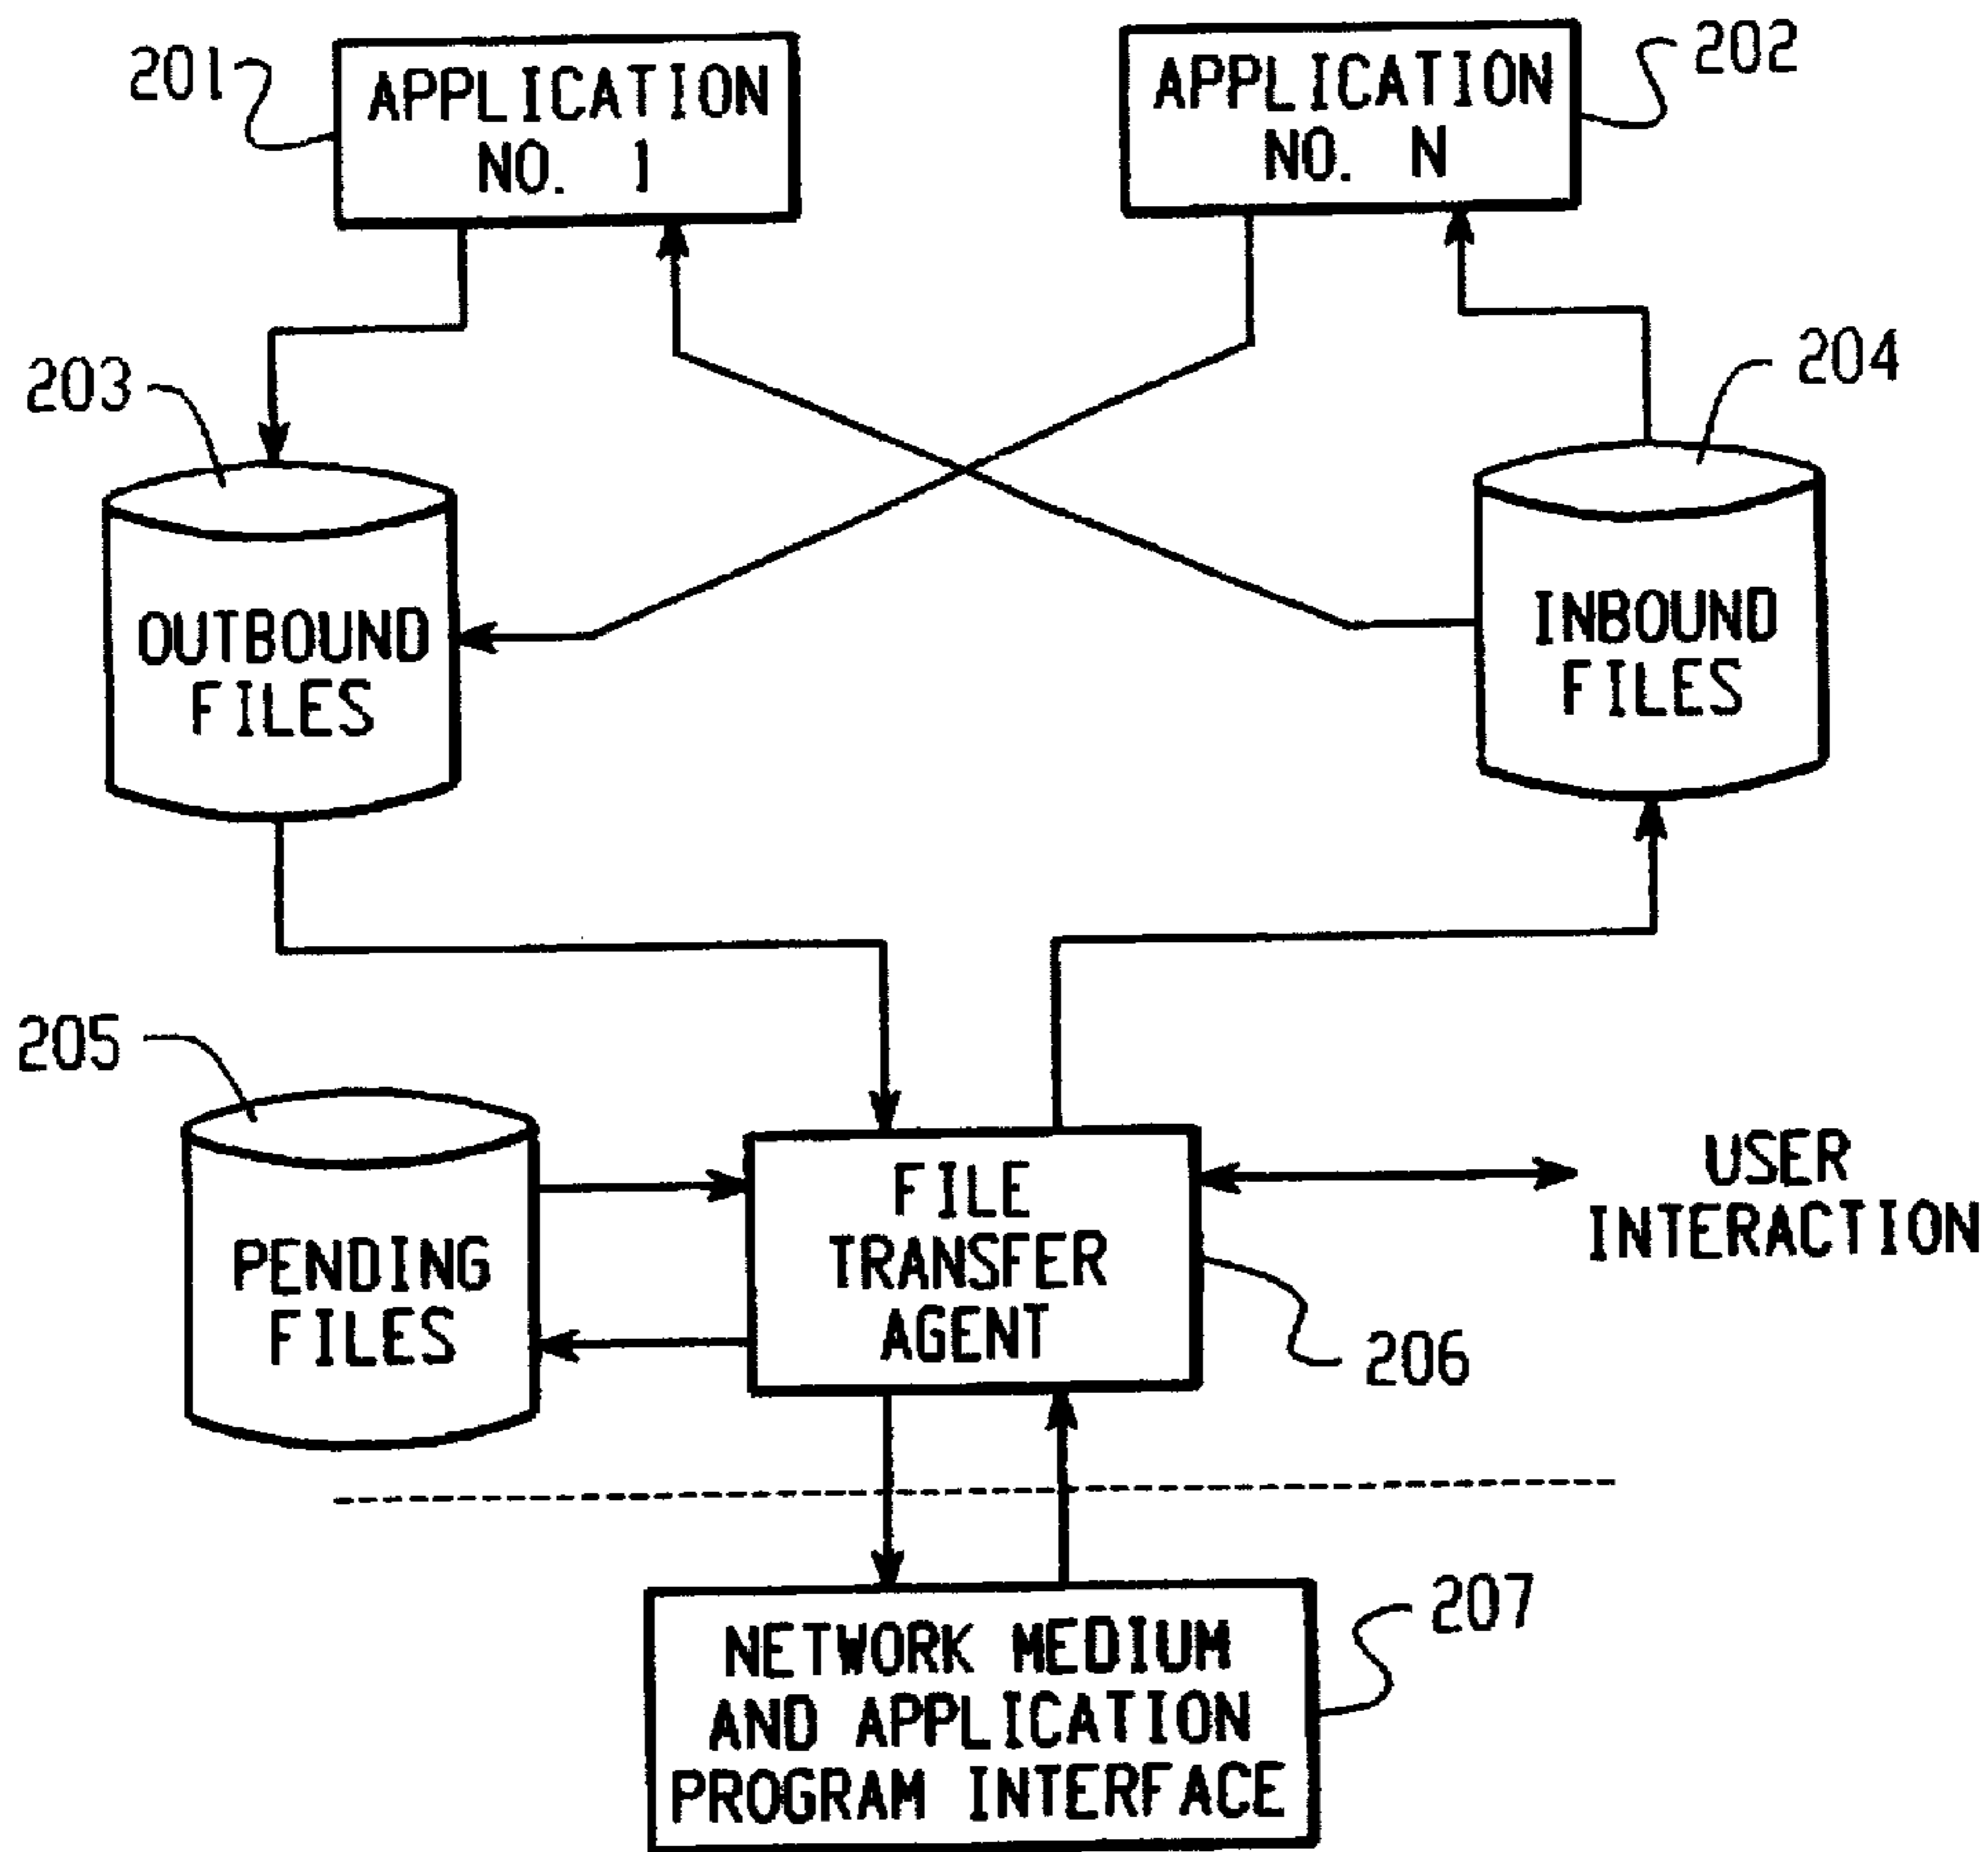 201
APPLICATION
NO. 1
APPLICATION
NO. N
202
203
204
OUTBOUND
FILES
INBOUND
FILES
205
PENDING
FILES
FILE
TRANSFER
AGENT
USER
INTERACTION
206
207
NETWORK MEDIUM
AND APPLICATION
PROGRAM INTERFACE